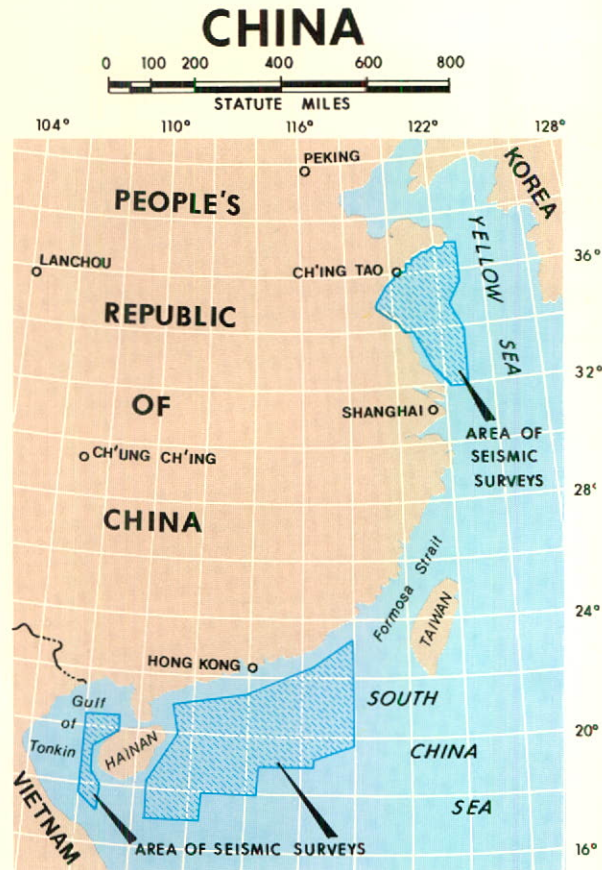 CHINA
0 100 200 400 600 800
STATUTE MILES
104° 110° 116° 122° 128°
PEKING
KOREA
PEOPLE'S
YELLOW
SEA
36°
LANCHOU
CH'ING TAO
REPUBLIC
32°
OF
SHANGHAI
AREA OF
SEISMIC
SURVEYS
CH'UNG CH'ING
28°
CHINA
Formosa Strait
TAIWAN
24°
HONG KONG
Gulf
of
Tonkin
HAINAN
SOUTH
CHINA
SEA
20°
VIETNAM
AREA OF SEISMIC SURVEYS
16°